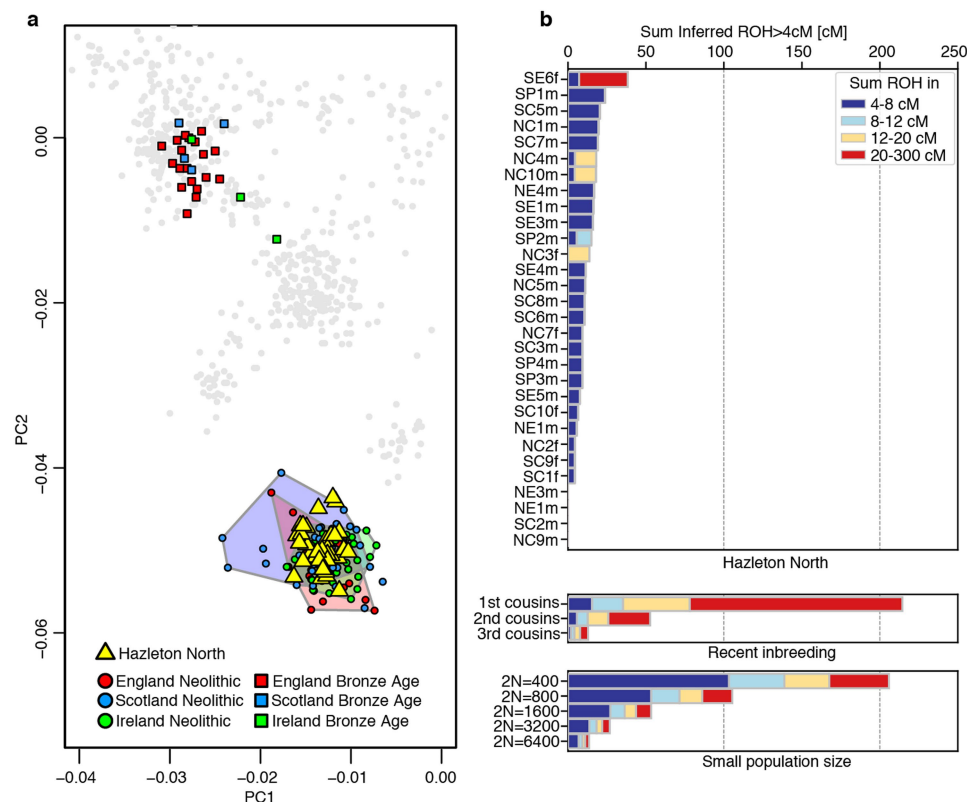 a
0.00
−0.02
−0.04
−0.06
PC2
Hazleton North
England Neolithic
England Bronze Age
Scotland Neolithic
Scotland Bronze Age
Ireland Neolithic
Ireland Bronze Age
−0.04
−0.03
−0.02
−0.01
0.00
PC1
b
Sum Inferred ROH>4cM [cM]
0
50
100
150
200
250
Sum ROH in
4-8 cM
8-12 cM
12-20 cM
20-300 cM
SE6f
SP1m
SC5m
NC1m
SC7m
NC4m
NC10m
NE4m
SE1m
SE3m
SP2m
NC3f
SE4m
NC5m
SC8m
SC6m
NC7f
SC3m
SP4m
SP3m
SE5m
SC10f
NE1m
NC2f
SC9f
SC1f
NE3m
NE1m
SC2m
NC9m
Hazleton North
1st cousins
2nd cousins
3rd cousins
Recent inbreeding
2N=400
2N=800
2N=1600
2N=3200
2N=6400
Small population size